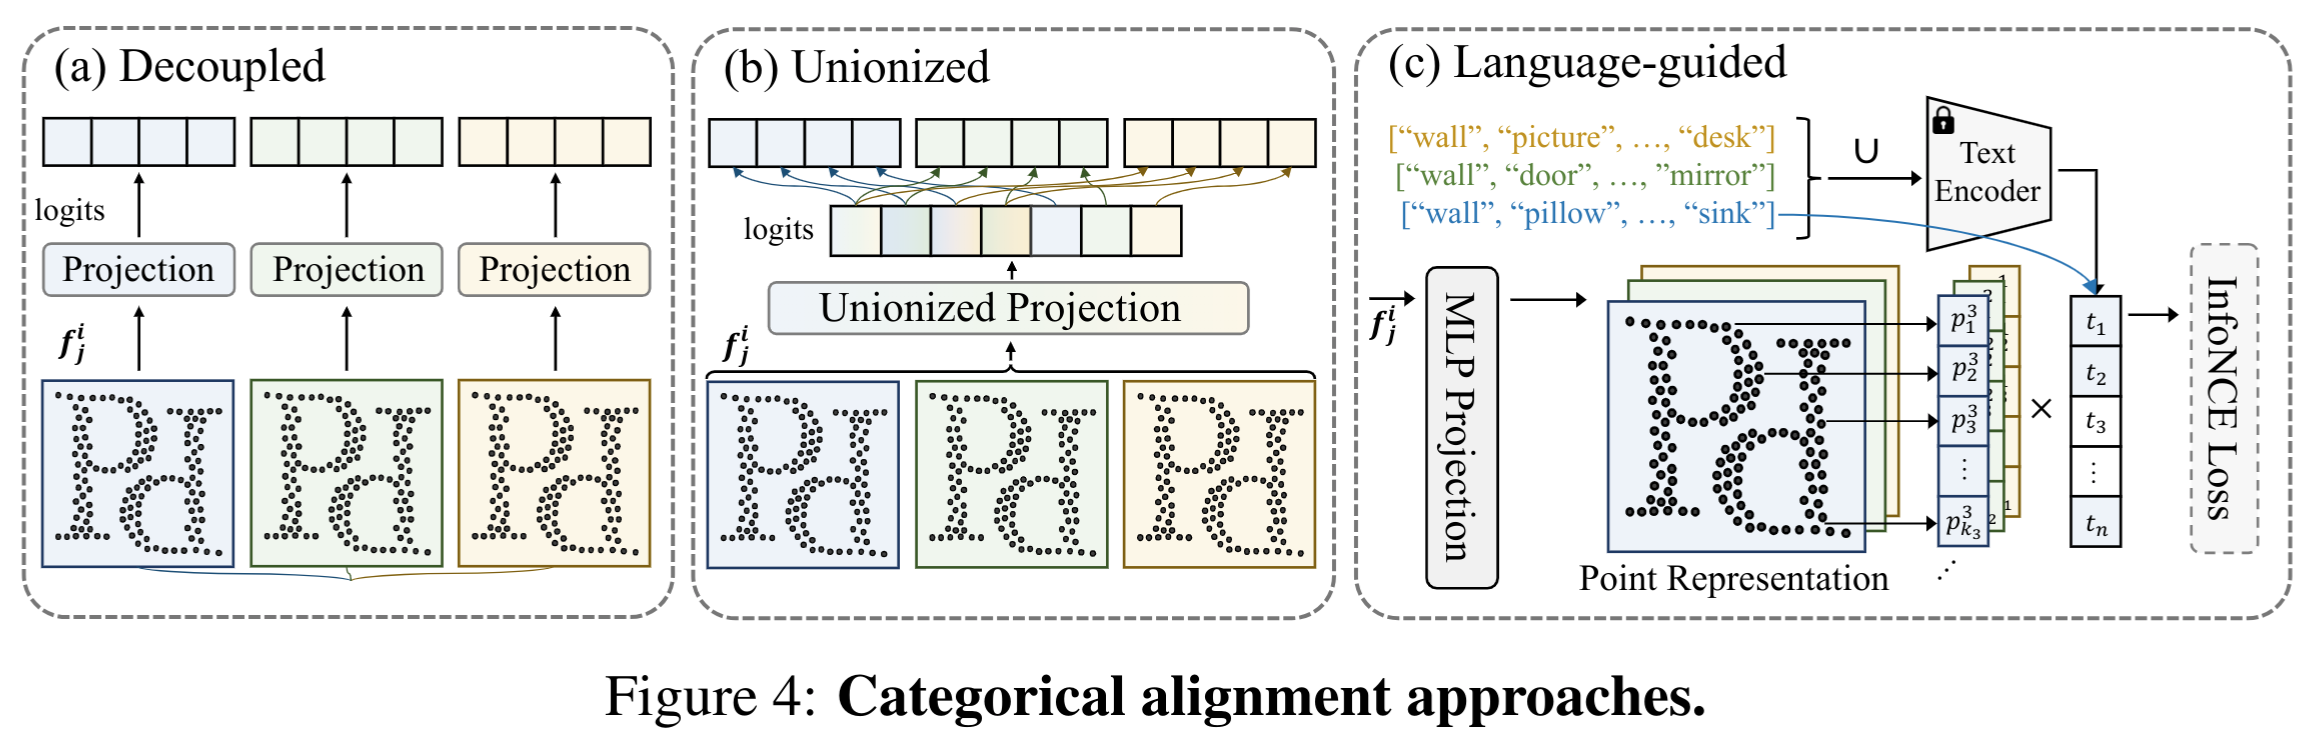 (a) Decoupled
logits
Projection Projection Projection
f_j^i
(b) Unionized
logits
Unionized Projection
f_j^i
(c) Language-guided
[“wall”, “picture”, …, “desk”]
[“wall”, “door”, …, ”mirror”]
[“wall”, “pillow”, …, “sink”]
∪
Text
Encoder
f_j^i
MLP Projection
Point Representation
p_1^3
p_2^3
p_3^3
⋮
p_{k_3}^3
⋱
×
t_1
t_2
t_3
⋮
t_n
InfoNCE Loss
Figure 4: Categorical alignment approaches.